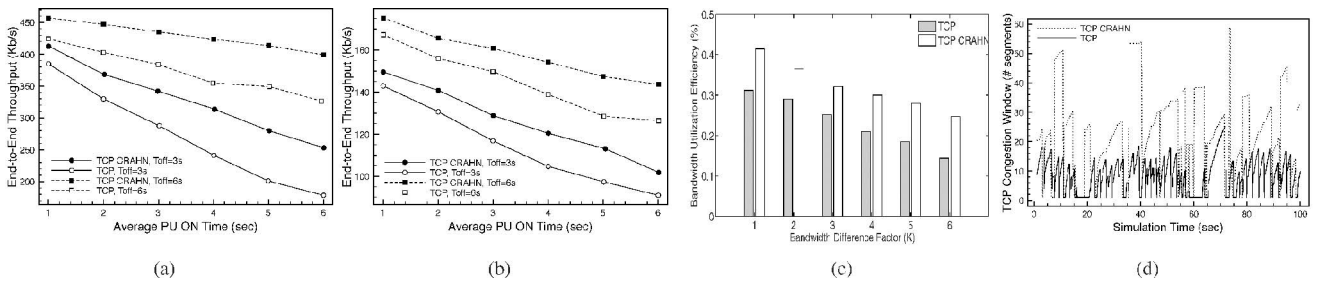 End-to-End Throughput (Kb/s)
450
400
350
300
250
200
TCP CRAHN, Toff=3s
TCP, Toff=3s
TCP CRAHN, Toff=6s
TCP, Toff=6s
1 2 3 4 5 6
Average PU ON Time (sec)
(a)
End-to-End Throughput (Kb/s)
160
140
120
100
TCP CRAHN, Toff=3s
TCP, Toff=3s
TCP CRAHN, Toff=6s
TCP, Toff=6s
1 2 3 4 5 6
Average PU ON Time (sec)
(b)
Bandwidth Utilization Efficiency (%)
0.5
0.4
0.3
0.2
0.1
0
TCP
TCP CRAHN
1 2 3 4 5 6
Bandwidth Difference Factor (K)
(c)
TCP Congestion Window (# segments)
50
40
30
20
10
0
TCP CRAHN
TCP
0 20 40 60 80 100
Simulation Time (sec)
(d)